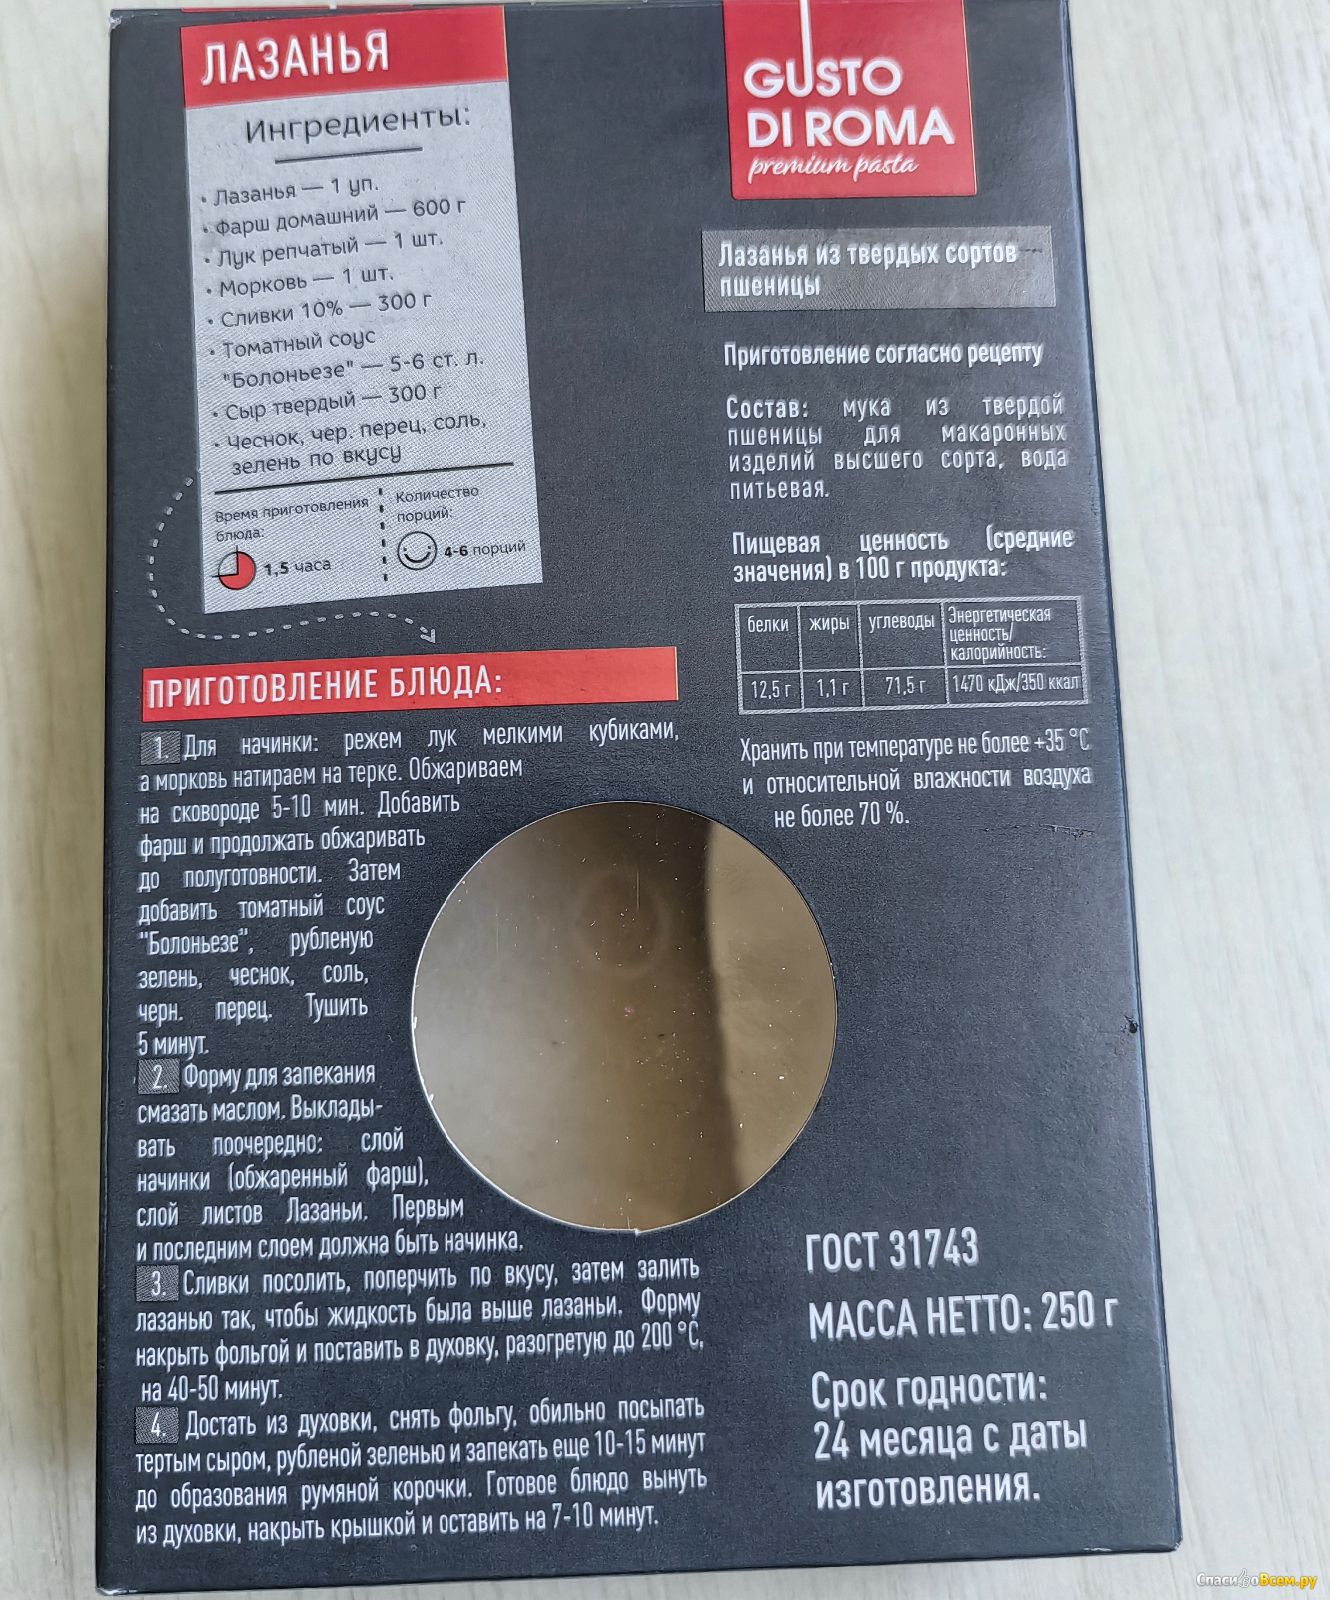 ЛАЗАНЬЯ
Ингредиенты:
• Лазанья — 1 уп.
• Фарш домашний — 600 г
• Лук репчатый — 1 шт.
• Морковь — 1 шт.
• Сливки 10% — 300 г
• Томатный соус
"Болоньезе" — 5-6 ст. л.
• Сыр твердый — 300 г
• Чеснок, чер. перец, соль,
зелень по вкусу
Время приготовления
блюда:
1,5 часа
Количество
порций:
4-6 порций
ПРИГОТОВЛЕНИЕ БЛЮДА:
1. Для начинки: режем лук мелкими кубиками,
а морковь натираем на терке. Обжариваем
на сковороде 5-10 мин. Добавить
фарш и продолжать обжаривать
до полуготовности. Затем
добавить томатный соус
"Болоньезе", рубленую
зелень, чеснок, соль,
черн. перец. Тушить
5 минут.
2. Форму для запекания
смазать маслом. Выклады-
вать поочередно: слой
начинки (обжаренный фарш),
слой листов Лазаньи. Первым
и последним слоем должна быть начинка.
3. Сливки посолить, поперчить по вкусу, затем залить
лазанью так, чтобы жидкость была выше лазаньи. Форму
накрыть фольгой и поставить в духовку, разогретую до 200 °С,
на 40-50 минут.
4. Достать из духовки, снять фольгу, обильно посыпать
тертым сыром, рубленой зеленью и запекать еще 10-15 минут
до образования румяной корочки. Готовое блюдо вынуть
из духовки, накрыть крышкой и оставить на 7-10 минут.
GUSTO
DI ROMA
premium pasta
Лазанья из твердых сортов
пшеницы
Приготовление согласно рецепту
Состав: мука из твердой
пшеницы для макаронных
изделий высшего сорта, вода
питьевая.
Пищевая ценность (средние
значения) в 100 г продукта:
белки жиры углеводы Энергетическая
ценность/
калорийность:
12,5 г 1,1 г 71,5 г 1470 кДж/350 ккал
Хранить при температуре не более +35 °С
и относительной влажности воздуха
не более 70 %.
ГОСТ 31743
МАССА НЕТТО: 250 г
Срок годности:
24 месяца с даты
изготовления.
СпасибоВсем.ру